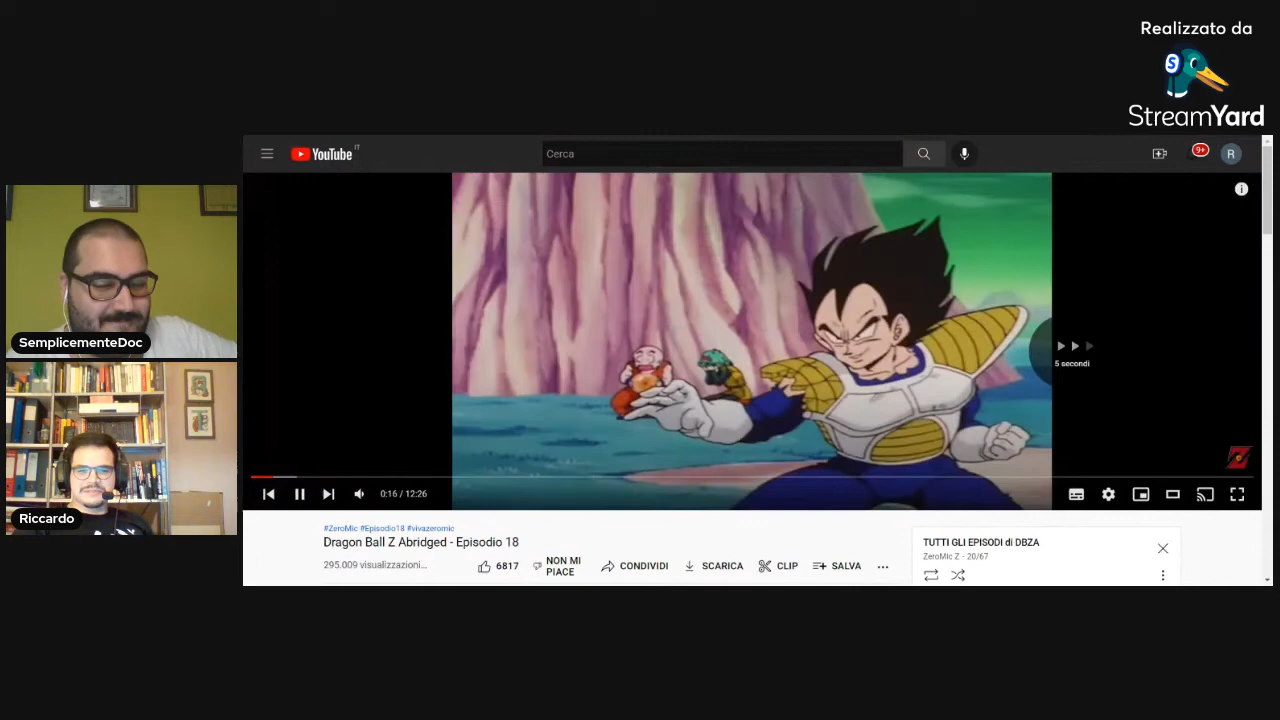 Realizzato da
StreamYard
YouTube IT
Cerca
9+
R
5 secondi
SemplicementeDoc
Riccardo
0:16 / 12:26
#ZeroMic #Episodio18 #vivazeromic
Dragon Ball Z Abridged - Episodio 18
295.009 visualizzazioni...
6817
NON MI
PIACE
CONDIVIDI
SCARICA
CLIP
SALVA
TUTTI GLI EPISODI di DBZA
ZeroMic Z - 20/67